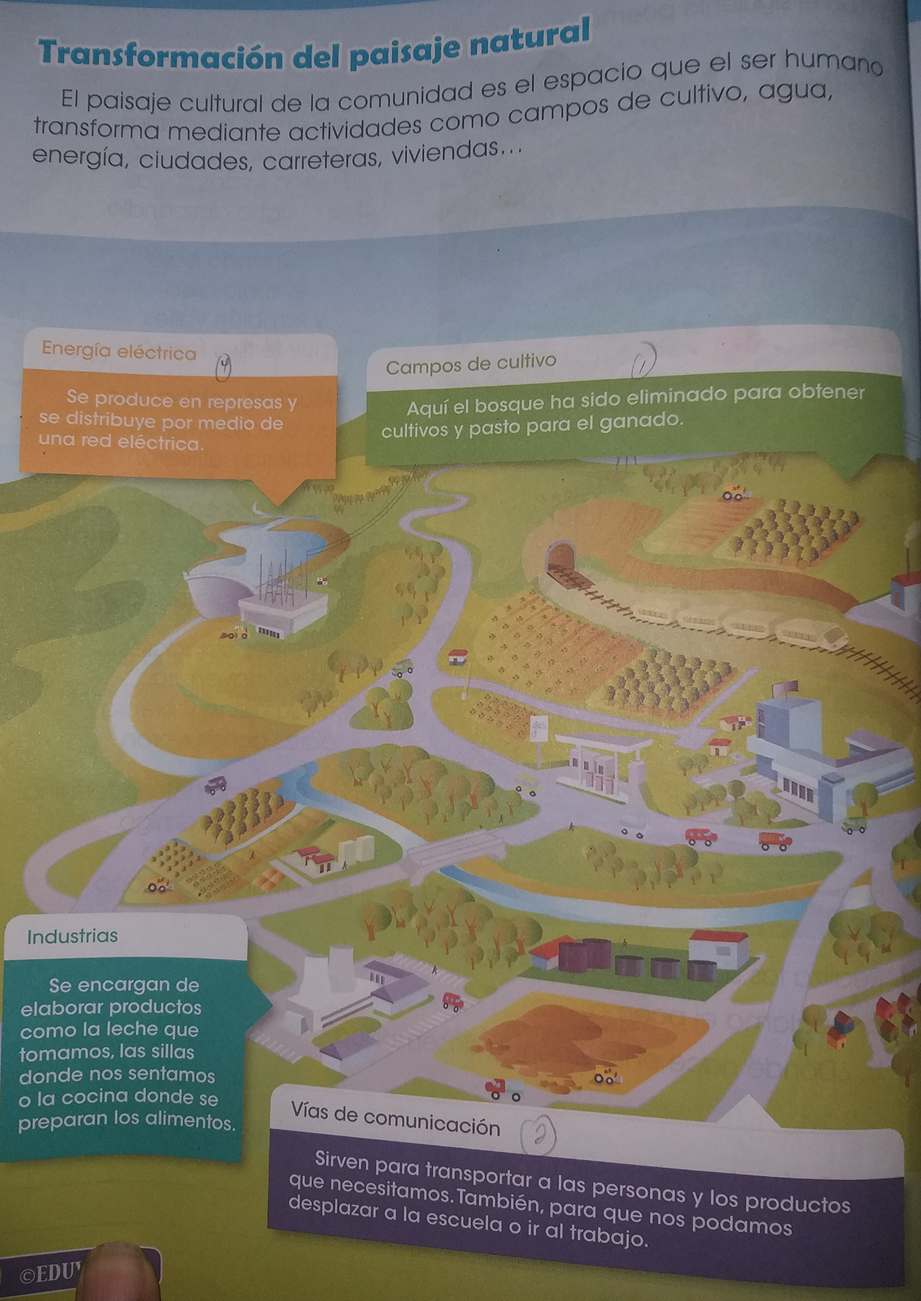 Transformación del paisaje natural
El paisaje cultural de la comunidad es el espacio que el ser humano
transforma mediante actividades como campos de cultivo, agua,
energía, ciudades, carreteras, viviendas...
Energía eléctrica 4
Se produce en represas y
se distribuye por medio de
una red eléctrica.
Campos de cultivo 1
Aquí el bosque ha sido eliminado para obtener
cultivos y pasto para el ganado.
Industrias
Se encargan de
elaborar productos
como la leche que
tomamos, las sillas
donde nos sentamos
o la cocina donde se
preparan los alimentos.
Vías de comunicación 2
Sirven para transportar a las personas y los productos
que necesitamos. También, para que nos podamos
desplazar a la escuela o ir al trabajo.